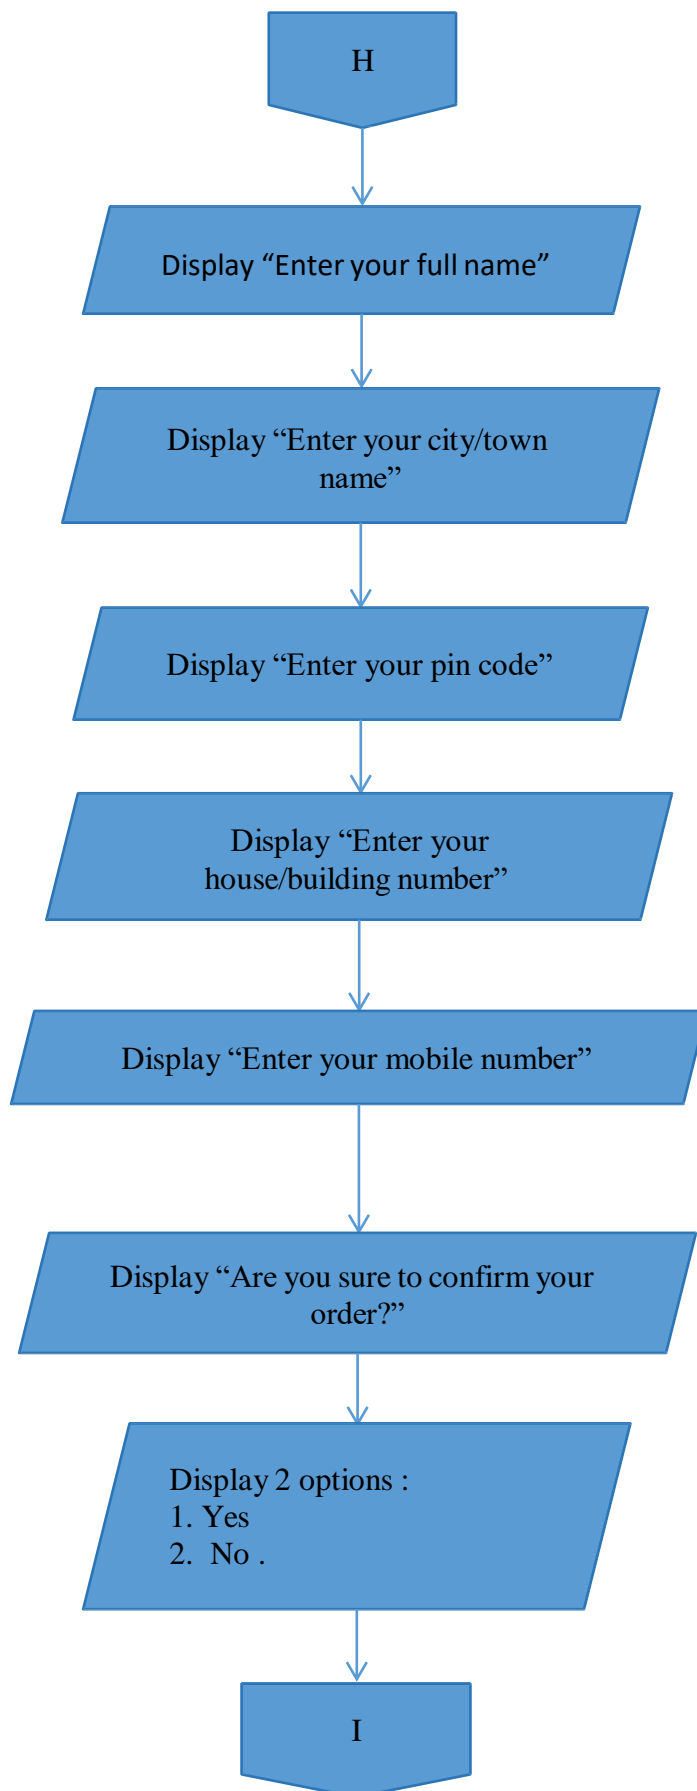 H
Display “Enter your full name”
Display “Enter your city/town
name”
Display “Enter your pin code”
Display “Enter your
house/building number”
Display “Enter your mobile number”
Display “Are you sure to confirm your
order?”
Display 2 options :
1. Yes
2.  No .
I